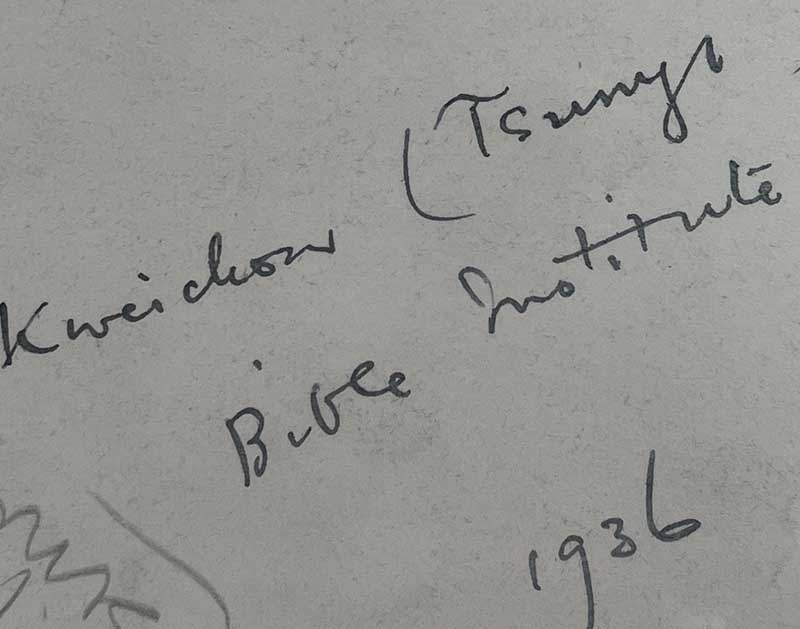 Kweichow (Tsunyi
Bible Institute
1936